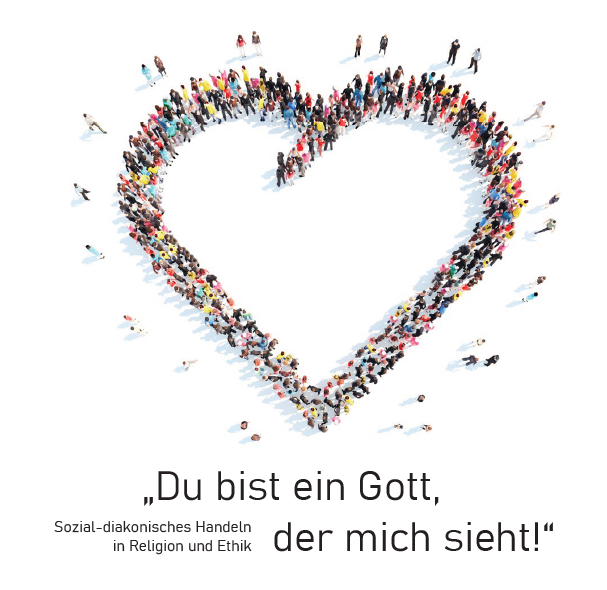 „Du bist ein Gott,
der mich sieht!“
Sozial-diakonisches Handeln
in Religion und Ethik